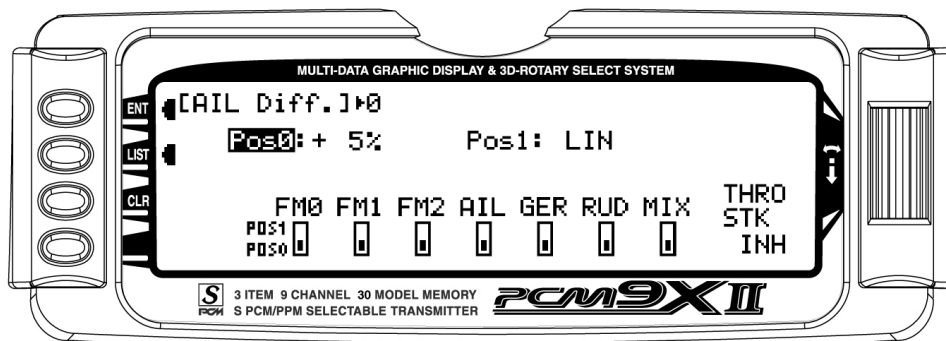 MULTI-DATA GRAPHIC DISPLAY & 3D-ROTARY SELECT SYSTEM
ENT
[AIL Diff.]▸0
LIST
Pos0:+ 5% Pos1: LIN
CLR
FM0 FM1 FM2 AIL GER RUD MIX
POS1
POS0
THRO
STK
INH
S
PCM
3 ITEM 9 CHANNEL 30 MODEL MEMORY
S PCM/PPM SELECTABLE TRANSMITTER
PCM9X II